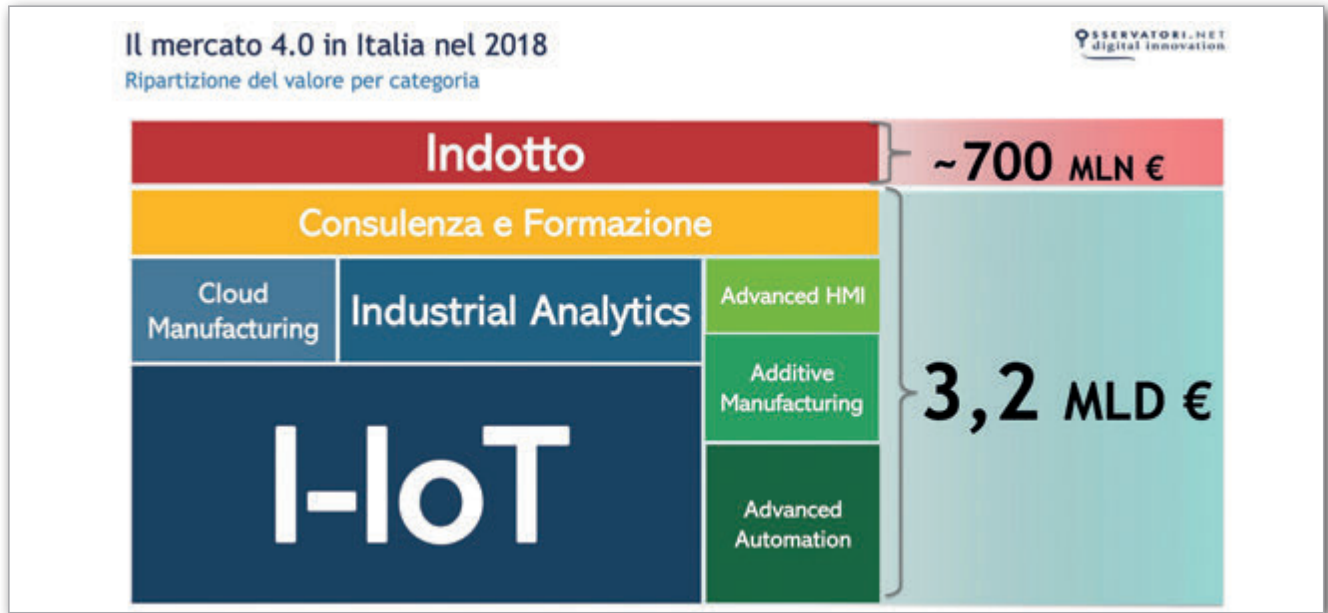 Il mercato 4.0 in Italia nel 2018
Ripartizione del valore per categoria
OSSERVATORI.NET
digital innovation
Indotto
~700 MLN €
Consulenza e Formazione
Cloud
Manufacturing
Industrial Analytics
Advanced HMI
Additive
Manufacturing
3,2 MLD €
I-IoT
Advanced
Automation